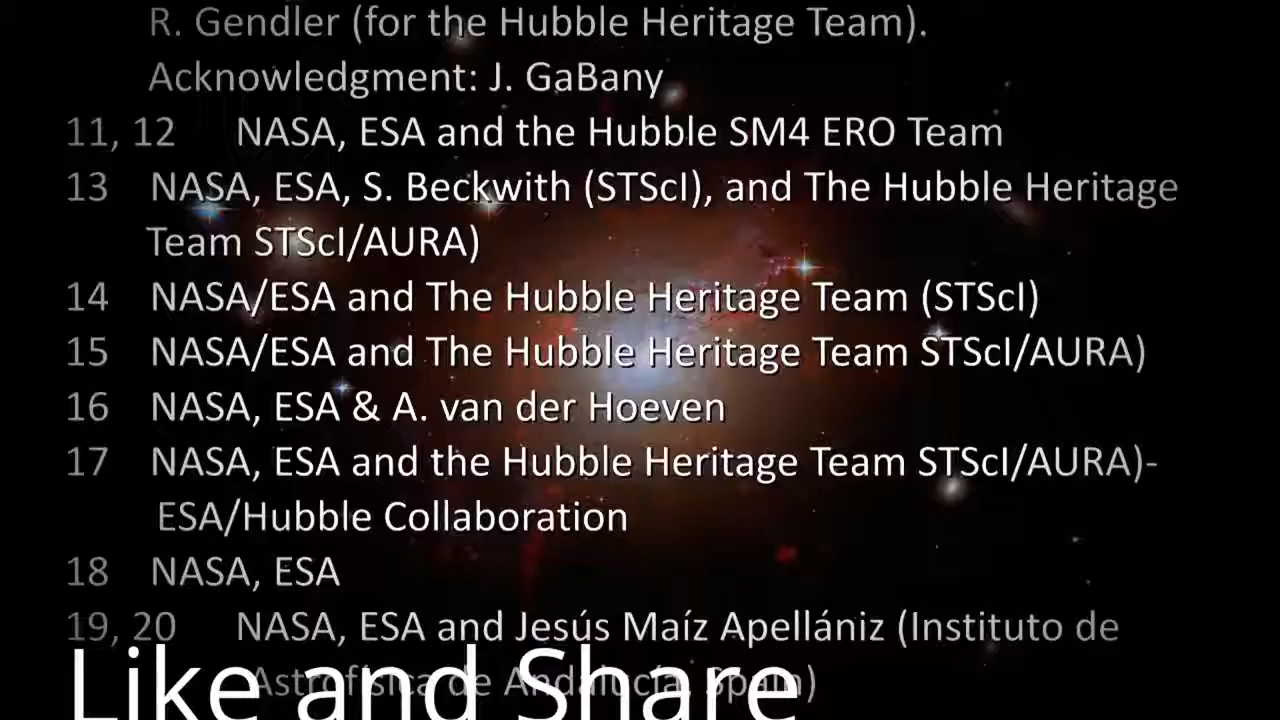 R. Gendler (for the Hubble Heritage Team).
Acknowledgment: J. GaBany
11, 12 NASA, ESA and the Hubble SM4 ERO Team
13 NASA, ESA, S. Beckwith (STScI), and The Hubble Heritage
Team STScI/AURA)
14 NASA/ESA and The Hubble Heritage Team (STScI)
15 NASA/ESA and The Hubble Heritage Team STScI/AURA)
16 NASA, ESA & A. van der Hoeven
17 NASA, ESA and the Hubble Heritage Team STScI/AURA)-
ESA/Hubble Collaboration
18 NASA, ESA
19, 20 NASA, ESA and Jesús Maíz Apellániz (Instituto de
Astrofísica de Andalucía, Spain)
Like and Share